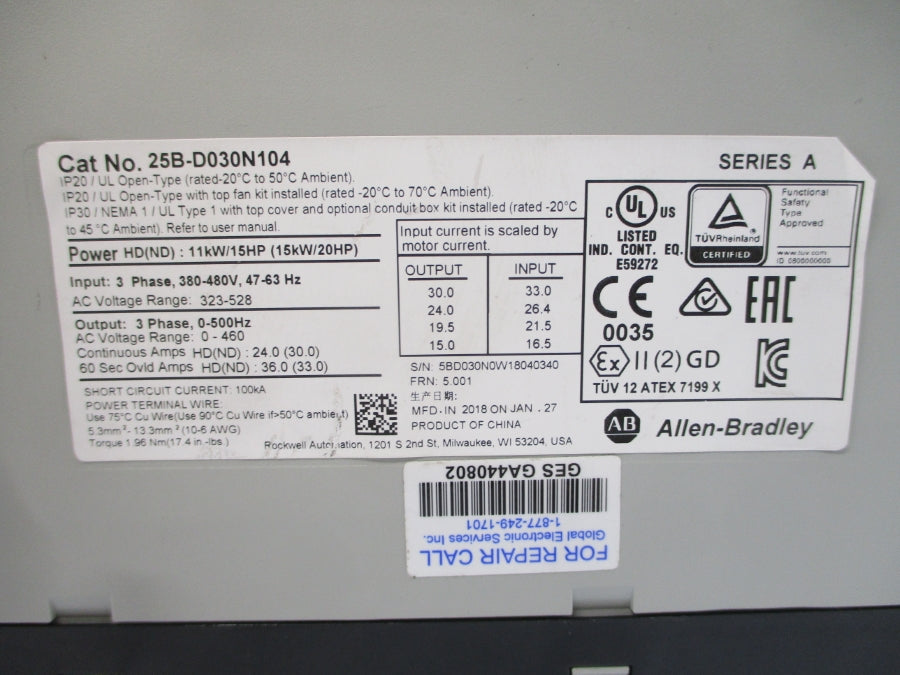 Cat No. 25B-D030N104
SERIES A
IP20 / UL Open-Type (rated-20°C to 50°C Ambient).
IP20 / UL Open-Type with top fan kit installed (rated -20°C to 70°C Ambient).
IP30 / NEMA 1 / UL Type 1 with top cover and optional conduit box kit installed (rated -20°C
to 45 °C Ambient). Refer to user manual.
Power HD(ND) : 11kW/15HP (15kW/20HP)
Input: 3 Phase, 380-480V, 47-63 Hz
AC Voltage Range: 323-528
Output: 3 Phase, 0-500Hz
AC Voltage Range: 0 - 460
Continuous Amps HD(ND) : 24.0 (30.0)
60 Sec Ovld Amps HD(ND) : 36.0 (33.0)
SHORT CIRCUIT CURRENT: 100kA
POWER TERMINAL WIRE:
Use 75°C Cu Wire(Use 90°C Cu Wire if>50°C ambient)
5.3mm²- 13.3mm² (10-6 AWG)
Torque 1.96 Nm(17.4 in.-lbs.)
Input current is scaled by
motor current.
OUTPUT INPUT
30.0 33.0
24.0 26.4
19.5 21.5
15.0 16.5
S/N: 5BD030N0W18040340
FRN: 5.001
生产日期:
MFD. IN 2018 ON JAN . 27
PRODUCT OF CHINA
Rockwell Automation, 1201 S 2nd St, Milwaukee, WI 53204, USA
C UL US
LISTED
IND. CONT. EQ.
E59272
TÜVRheinland
CERTIFIED
Functional
Safety
Type
Approved
www.tuv.com
ID 0600000000
CE
0035
EAC
Ex II (2) GD
TÜV 12 ATEX 7199 X
AB Allen-Bradley
FOR REPAIR CALL
Global Electronic Services Inc.
1-877-249-1701
GES GA440802